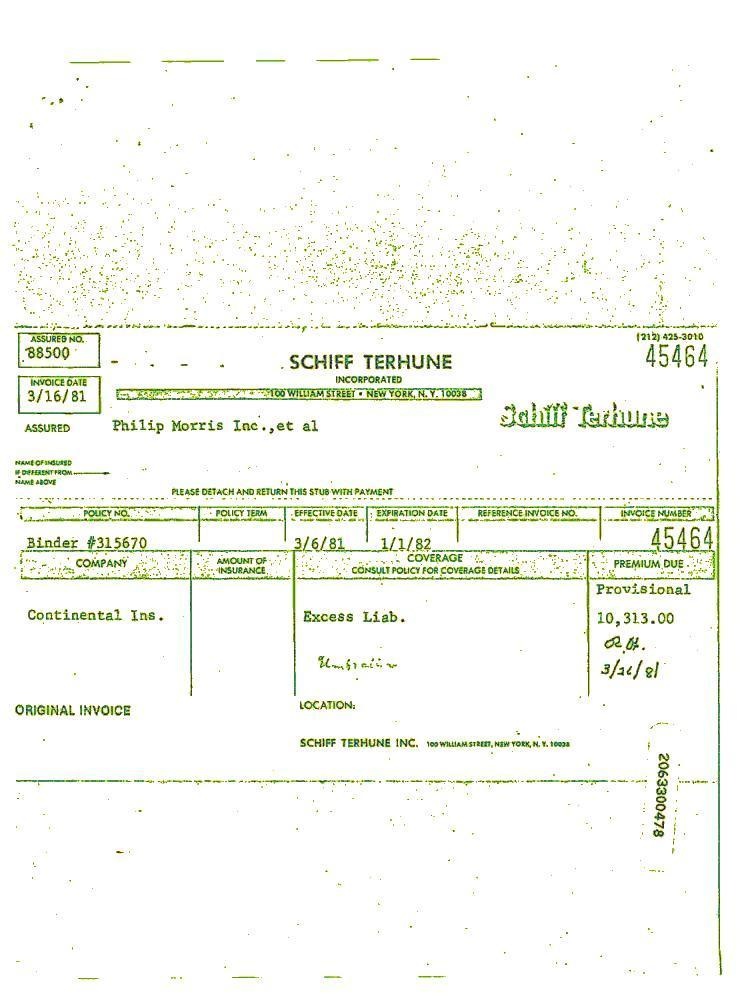 ASSURED NO.
88500
(212) 425-3010
45464
SCHIFF TERHUNE
INCORPORATED
INVOICE DATE
3/16/81
100 WILLIAM STREET • NEW YORK, N. Y. 10038
Schiff Terhune
ASSURED
Philip Morris Inc.,et al
NAME OF INSURED
IF DIFFERENT FROM
NAME ABOVE
PLEASE DETACH AND RETURN THIS STUB WITH PAYMENT
POLICY NO. POLICY TERM EFFECTIVE DATE EXPIRATION DATE REFERENCE INVOICE NO. INVOICE NUMBER
Binder #315670 3/6/81 1/1/82 45464
COMPANY AMOUNT OF INSURANCE COVERAGE CONSULT POLICY FOR COVERAGE DETAILS PREMIUM DUE
Provisional
Continental Ins. Excess Liab. 10,313.00
ORIGINAL INVOICE
LOCATION:
SCHIFF TERHUNE INC. 100 WILLIAM STREET, NEW YORK, N. Y. 10038
2063300478